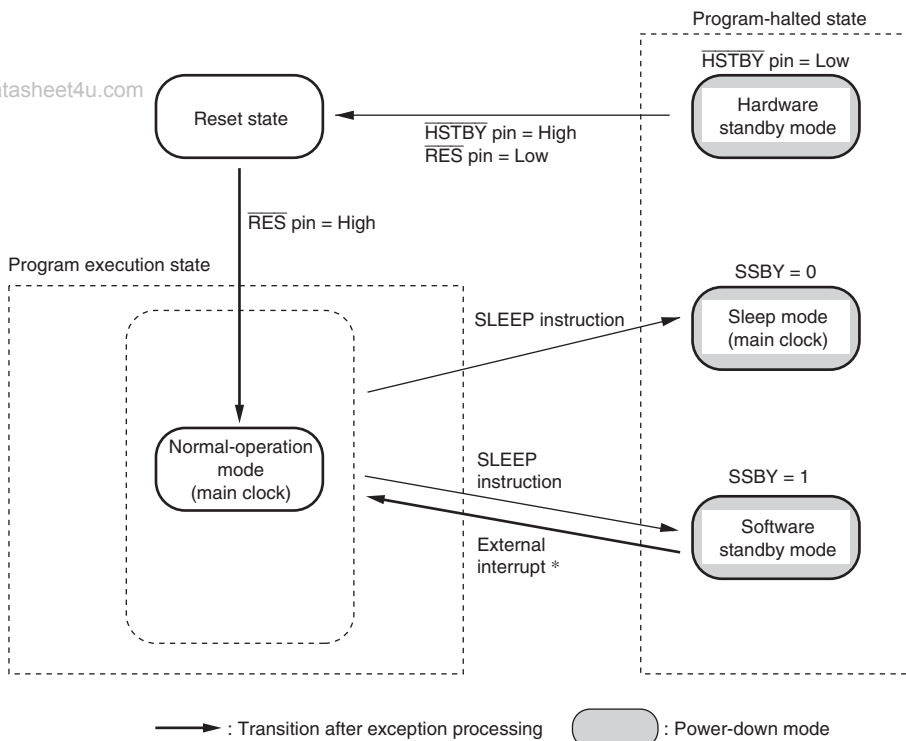 Program-halted state
HSTBY pin = Low
atasheet4u.com
Reset state
Hardware
standby mode
HSTBY pin = High
RES pin = Low
RES pin = High
Program execution state
SSBY = 0
SLEEP instruction
Sleep mode
(main clock)
Normal-operation
mode
(main clock)
SLEEP
instruction
SSBY = 1
External
interrupt *
Software
standby mode
: Transition after exception processing
: Power-down mode